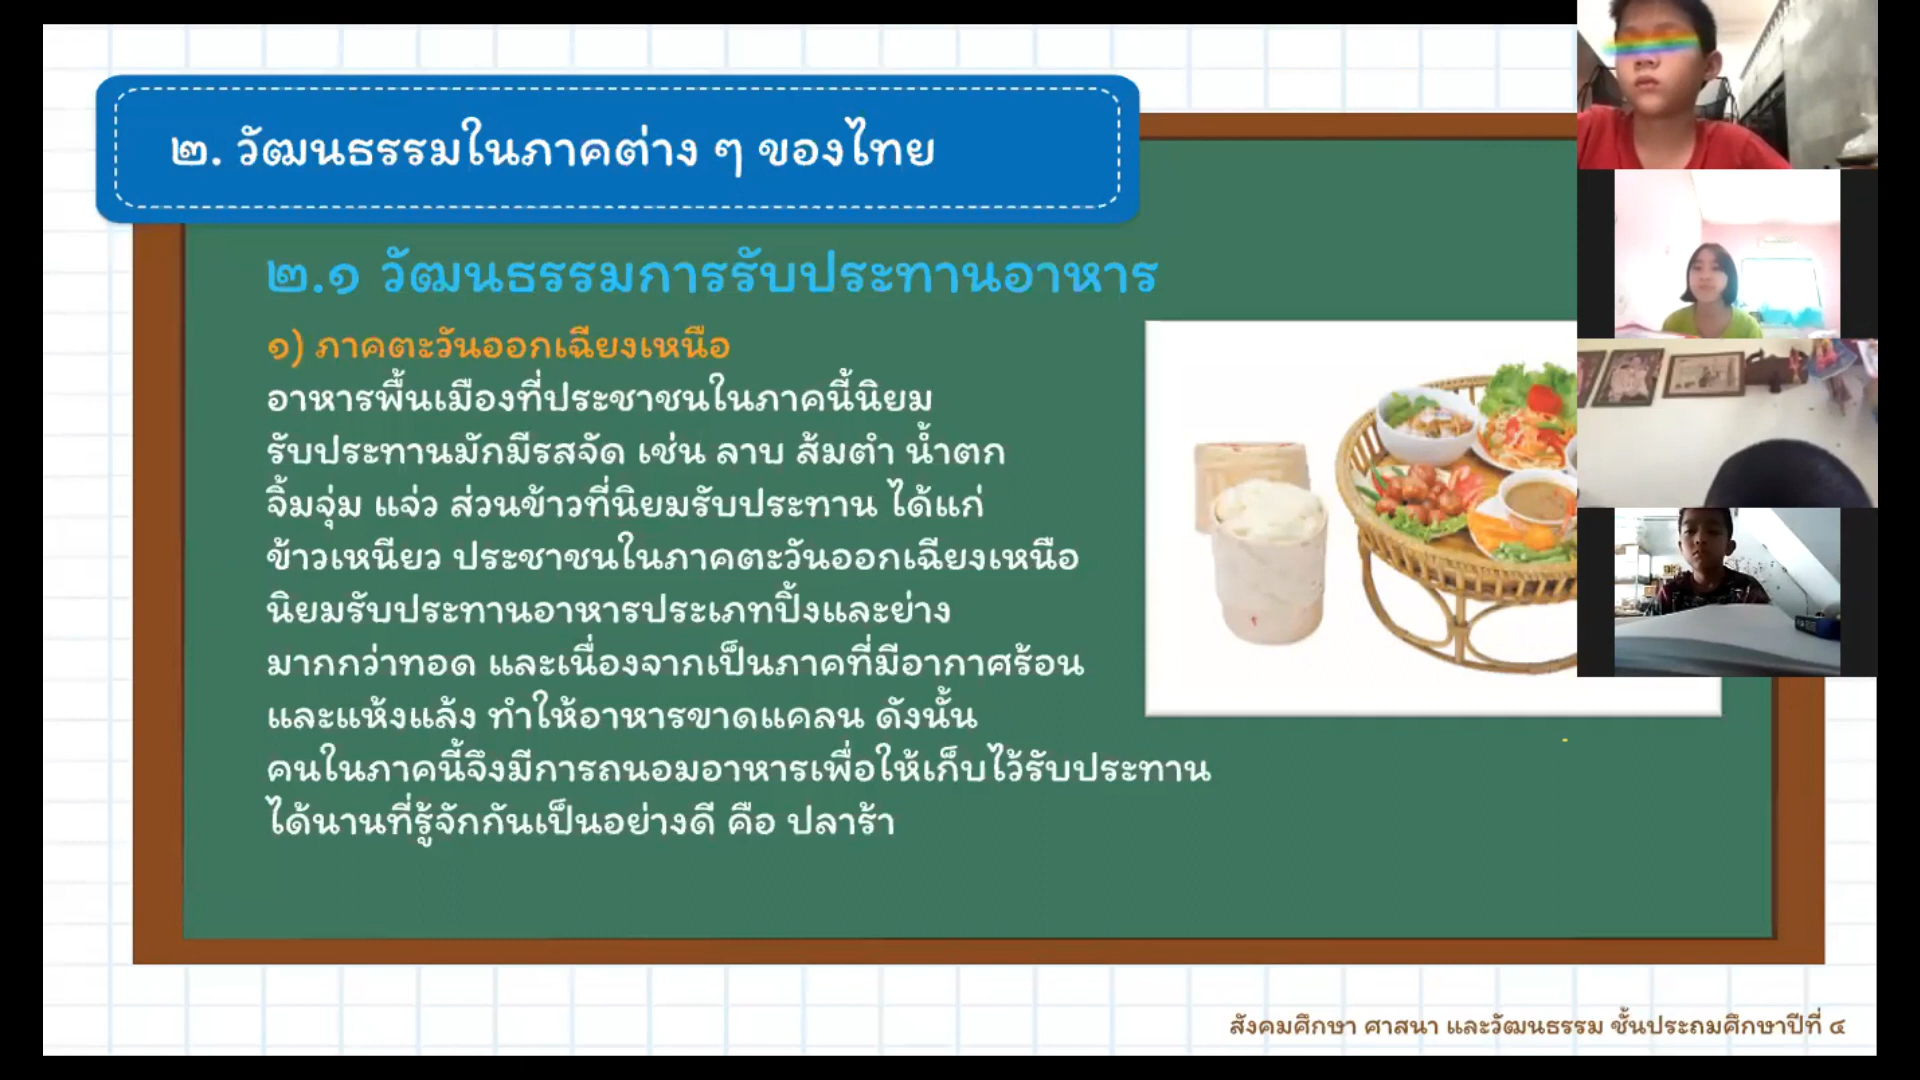 ๒. วัฒนธรรมในภาคต่าง ๆ ของไทย
๒.๑ วัฒนธรรมการรับประทานอาหาร
๑) ภาคตะวันออกเฉียงเหนือ
อาหารพื้นเมืองที่ประชาชนในภาคนี้นิยม
รับประทานมักมีรสจัด เช่น ลาบ ส้มตำ น้ำตก
จิ้มจุ่ม แจ่ว ส่วนข้าวที่นิยมรับประทาน ได้แก่
ข้าวเหนียว ประชาชนในภาคตะวันออกเฉียงเหนือ
นิยมรับประทานอาหารประเภทปิ้งและย่าง
มากกว่าทอด และเนื่องจากเป็นภาคที่มีอากาศร้อน
และแห้งแล้ง ทำให้อาหารขาดแคลน ดังนั้น
คนในภาคนี้จึงมีการถนอมอาหารเพื่อให้เก็บไว้รับประทาน
ได้นานที่รู้จักกันเป็นอย่างดี คือ ปลาร้า
สังคมศึกษา ศาสนา และวัฒนธรรม ชั้นประถมศึกษาปีที่ ๔